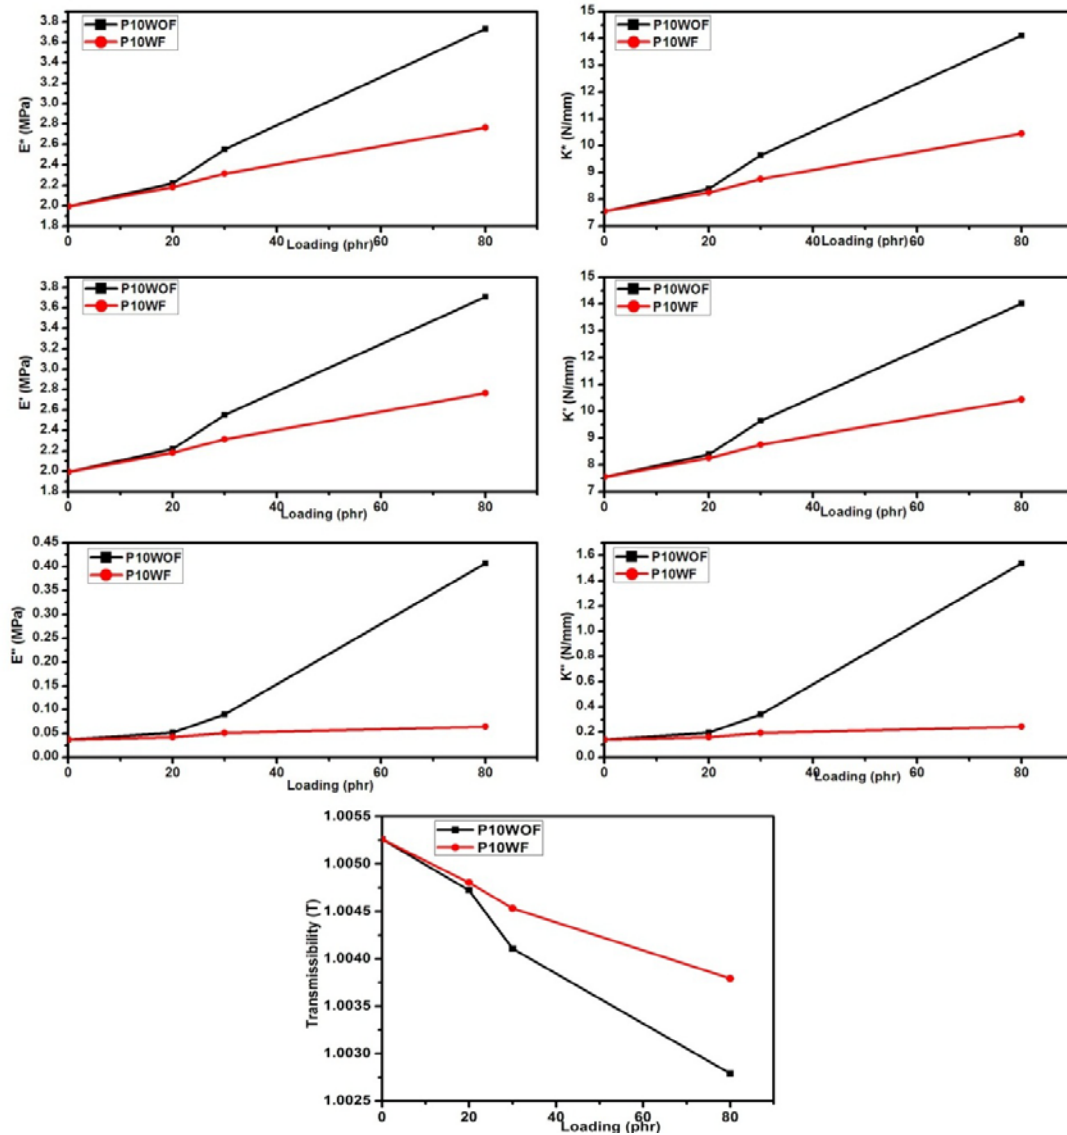 P10WOF
P10WF
E* (MPa)
3.8
3.6
3.4
3.2
3.0
2.8
2.6
2.4
2.2
2.0
1.8
0 20 40 60 80
Loading (phr)
P10WOF
P10WF
K* (N/mm)
15
14
13
12
11
10
9
8
7
0 20 40 60 80
Loading (phr)
P10WOF
P10WF
E' (MPa)
3.8
3.6
3.4
3.2
3.0
2.8
2.6
2.4
2.2
2.0
1.8
0 20 40 60 80
Loading (phr)
P10WOF
P10WF
K' (N/mm)
15
14
13
12
11
10
9
8
7
0 20 40 60 80
Loading (phr)
P10WOF
P10WF
E'' (MPa)
0.45
0.40
0.35
0.30
0.25
0.20
0.15
0.10
0.05
0.00
0 20 40 60 80
Loading (phr)
P10WOF
P10WF
K'' (N/mm)
1.6
1.4
1.2
1.0
0.8
0.6
0.4
0.2
0.0
0 20 40 60 80
Loading (phr)
P10WOF
P10WF
Transmissibility (T)
1.0055
1.0050
1.0045
1.0040
1.0035
1.0030
1.0025
0 20 40 60 80
Loading (phr)